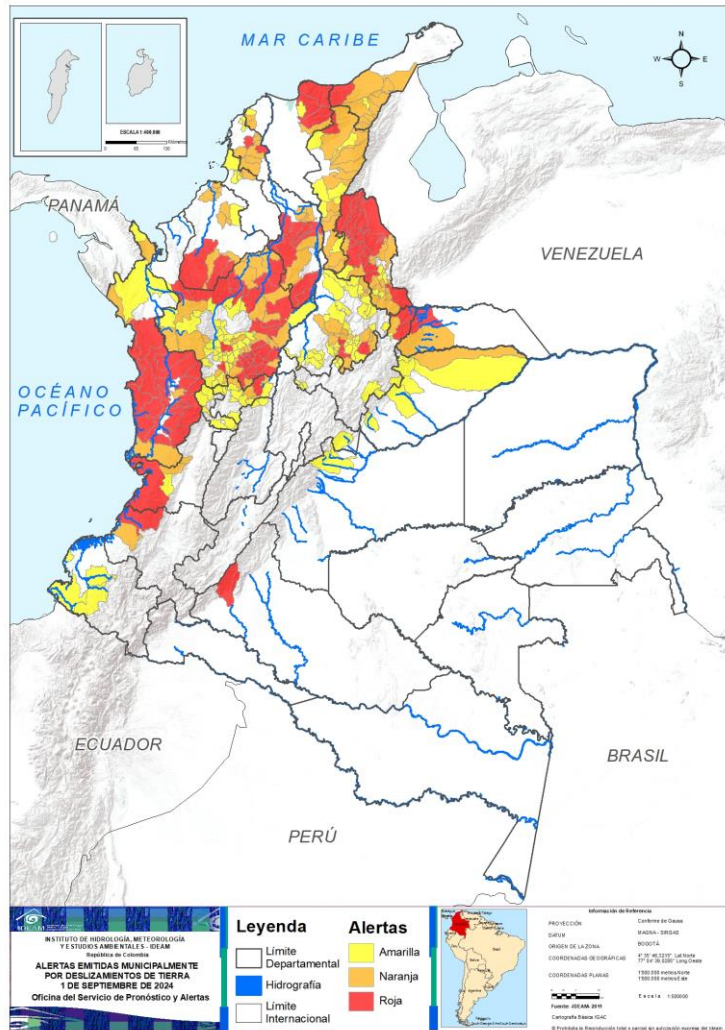 MAR CARIBE
N
W
E
S
ESCALA 1:400.000
PANAMÁ
VENEZUELA
OCÉANO
PACÍFICO
ECUADOR
BRASIL
PERÚ
IDEAM
INSTITUTO DE HIDROLOGÍA, METEOROLOGÍA
Y ESTUDIOS AMBIENTALES - IDEAM
República de Colombia
ALERTAS EMITIDAS MUNICIPALMENTE
POR DESLIZAMIENTOS DE TIERRA
1 DE SEPTIEMBRE DE 2024
Oficina del Servicio de Pronóstico y Alertas
Leyenda
Límite
Departamental
Hidrografía
Límite
Internacional
Alertas
Amarilla
Naranja
Roja
Información de Referencia
PROYECCIÓN Conforme de Gauss
DATUM MAGNA - SIRGAS
ORIGEN DE LA ZONA BOGOTÁ
COORDENADAS GEOGRÁFICAS
COORDENADAS PLANAS
Escala
Fuente: IDEAM- 2019
Cartografía Básica IGAC